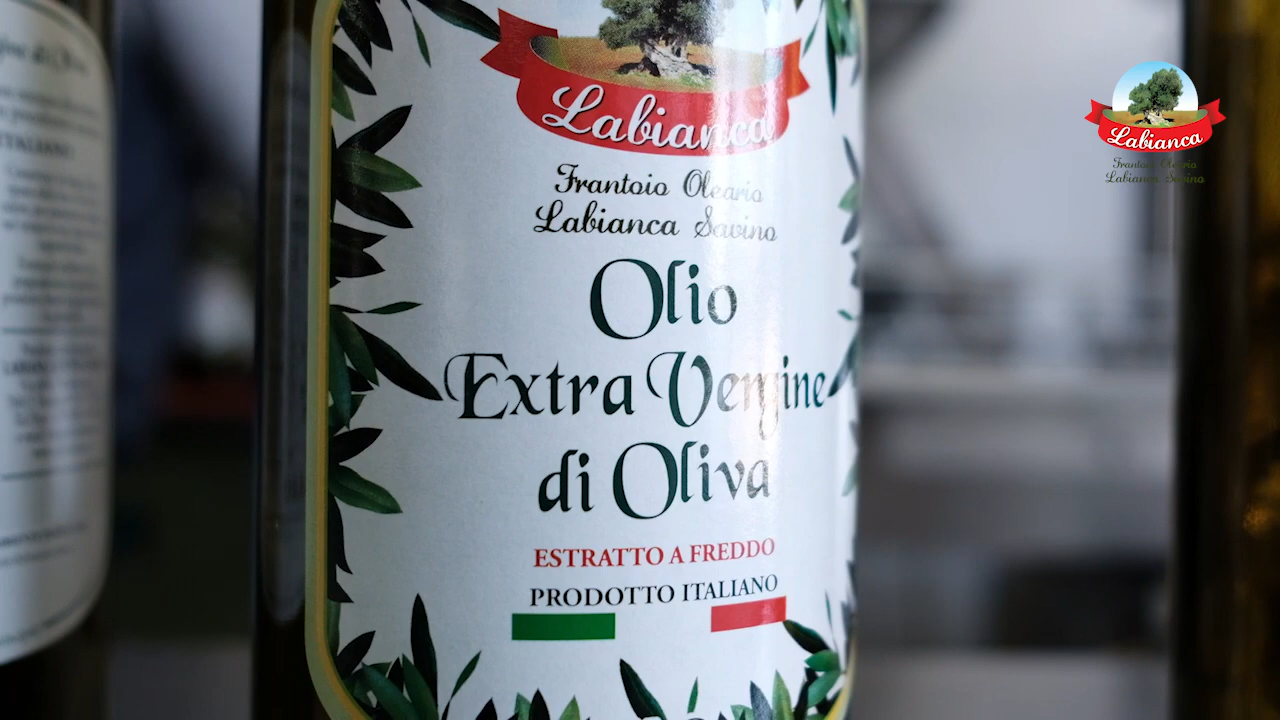 Labianca
Frantoio Oleario
Labianca Savino
Olio
Extra Vergine
di Oliva
ESTRATTO A FREDDO
PRODOTTO ITALIANO
Labianca
Frantoio Oleario
Labianca Savino